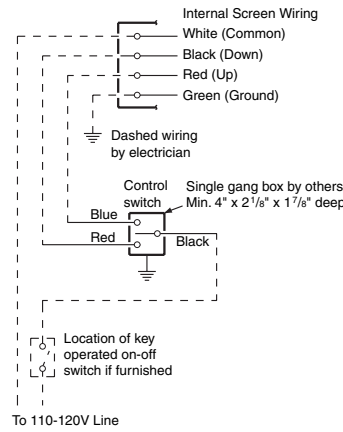 Internal Screen Wiring
White (Common)
Black (Down)
Red (Up)
Green (Ground)
Dashed wiring
by electrician
Control
switch
Single gang box by others
Min. 4" x 2 1/8" x 1 7/8" deep
Blue
Red
Black
Location of key
operated on-off
switch if furnished
To 110-120V Line